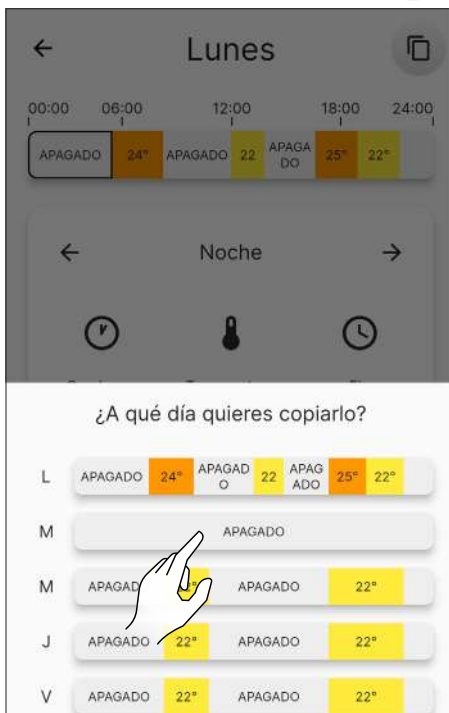 Lunes
00:00 06:00 12:00 18:00 24:00
APAGADO 24° APAGADO 22 APAGA
DO 25° 22°
Noche
¿A qué día quieres copiarlo?
L APAGADO 24° APAGAD
O 22 APAG
ADO 25° 22°
M APAGADO
M APAGADO APAGADO 22°
J APAGADO 22° APAGADO 22°
V APAGADO 22° APAGADO 22°